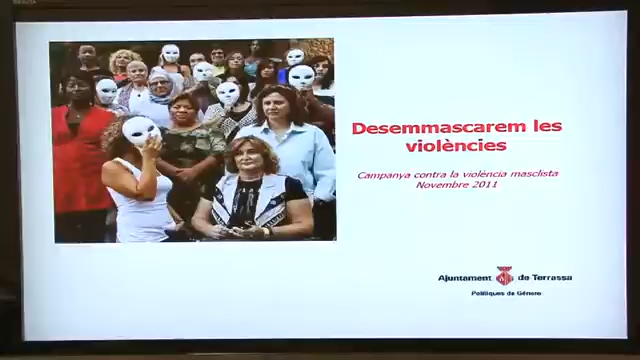 Desemmascarem les
violències
Campanya contra la violència masclista
Novembre 2011
Ajuntament de Terrassa
Polítiques de Gènere